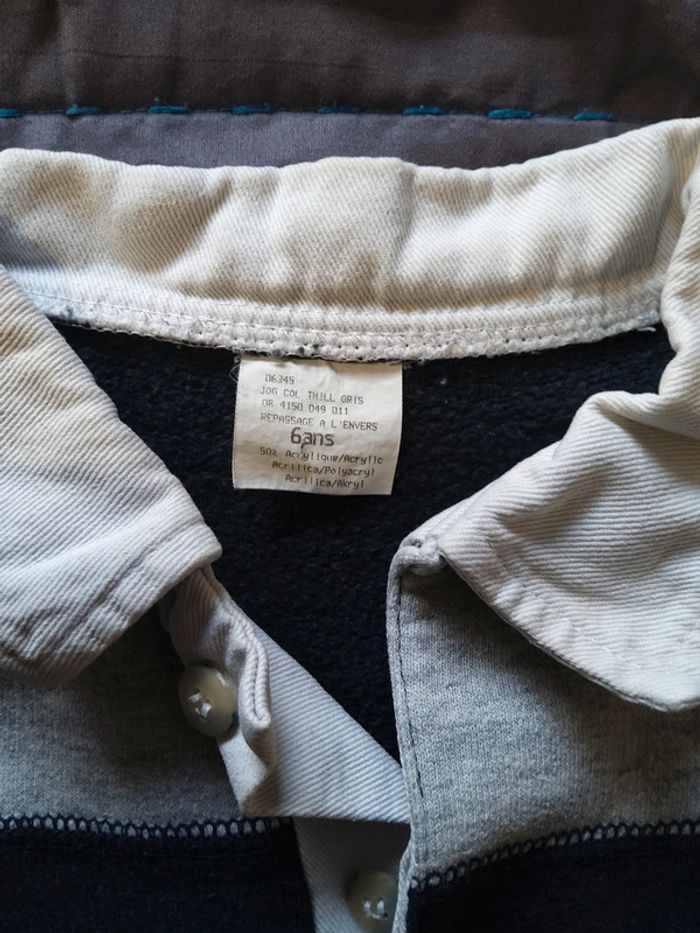 06345
JOG COL TWILL GRIS
08 4150 049 011
REPASSAGE A L'ENVERS
6ans
50% Acrylique/Acrylic
Acrilica/Polyacryl
Acrilica/Akryl